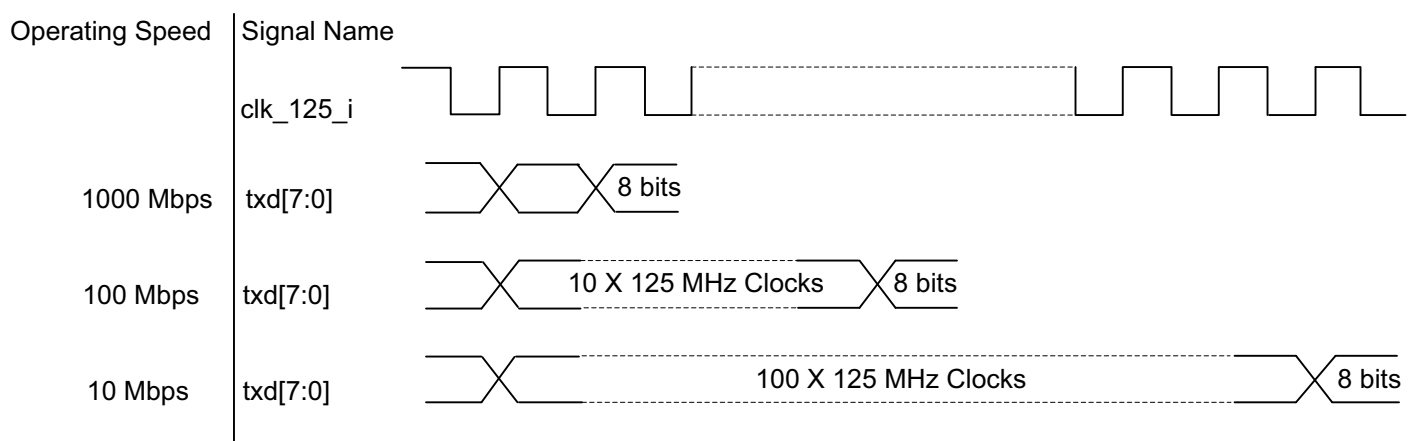 Operating Speed Signal Name
clk_125_i
1000 Mbps txd[7:0] 8 bits
100 Mbps txd[7:0] 10 X 125 MHz Clocks 8 bits
10 Mbps txd[7:0] 100 X 125 MHz Clocks 8 bits